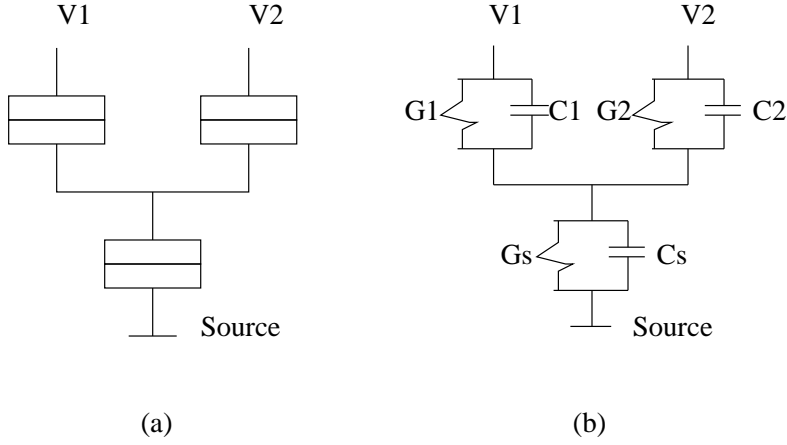 V1 V2 V1 V2
G1 C1 G2 C2
Gs Cs
Source Source
(a) (b)